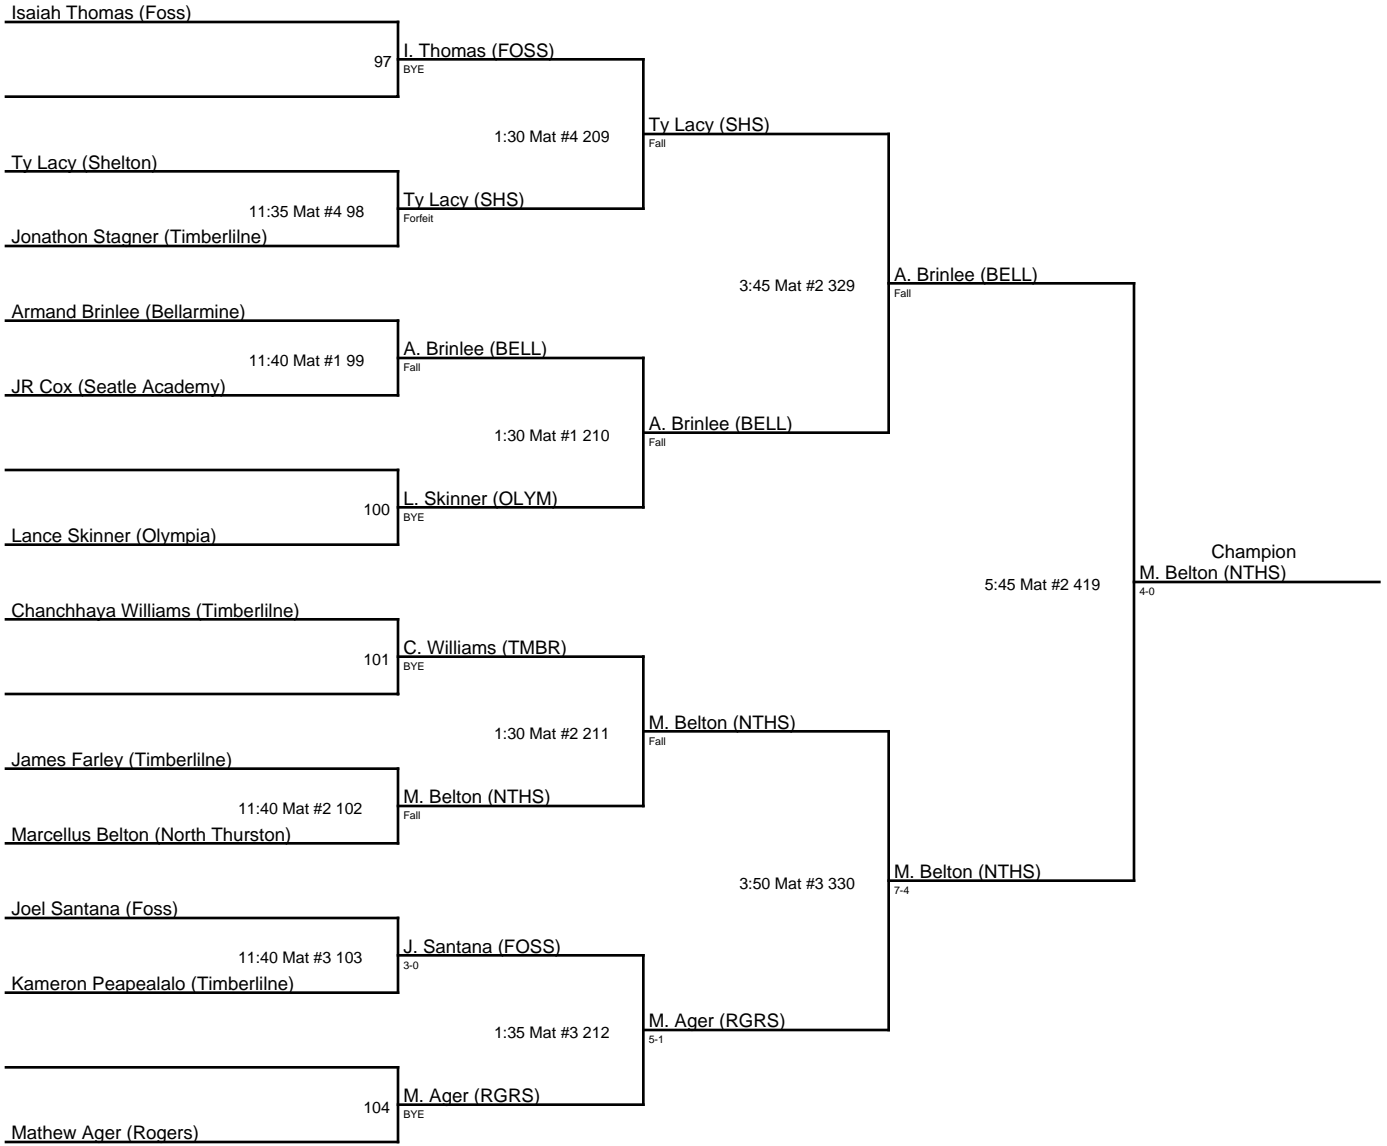 Isaiah Thomas (Foss)
97
I. Thomas (FOSS)
BYE
1:30 Mat #4 209
Ty Lacy (SHS)
Fall
Ty Lacy (Shelton)
11:35 Mat #4 98
Ty Lacy (SHS)
Forfeit
Jonathon Stagner (Timberlilne)
3:45 Mat #2 329
A. Brinlee (BELL)
Fall
Armand Brinlee (Bellarmine)
11:40 Mat #1 99
A. Brinlee (BELL)
Fall
JR Cox (Seatle Academy)
1:30 Mat #1 210
A. Brinlee (BELL)
Fall
100
L. Skinner (OLYM)
BYE
Lance Skinner (Olympia)
5:45 Mat #2 419
Champion
M. Belton (NTHS)
4-0
Chanchhaya Williams (Timberlilne)
101
C. Williams (TMBR)
BYE
1:30 Mat #2 211
M. Belton (NTHS)
Fall
James Farley (Timberlilne)
11:40 Mat #2 102
M. Belton (NTHS)
Fall
Marcellus Belton (North Thurston)
3:50 Mat #3 330
M. Belton (NTHS)
7-4
Joel Santana (Foss)
11:40 Mat #3 103
J. Santana (FOSS)
3-0
Kameron Peapealalo (Timberlilne)
1:35 Mat #3 212
M. Ager (RGRS)
5-1
104
M. Ager (RGRS)
BYE
Mathew Ager (Rogers)